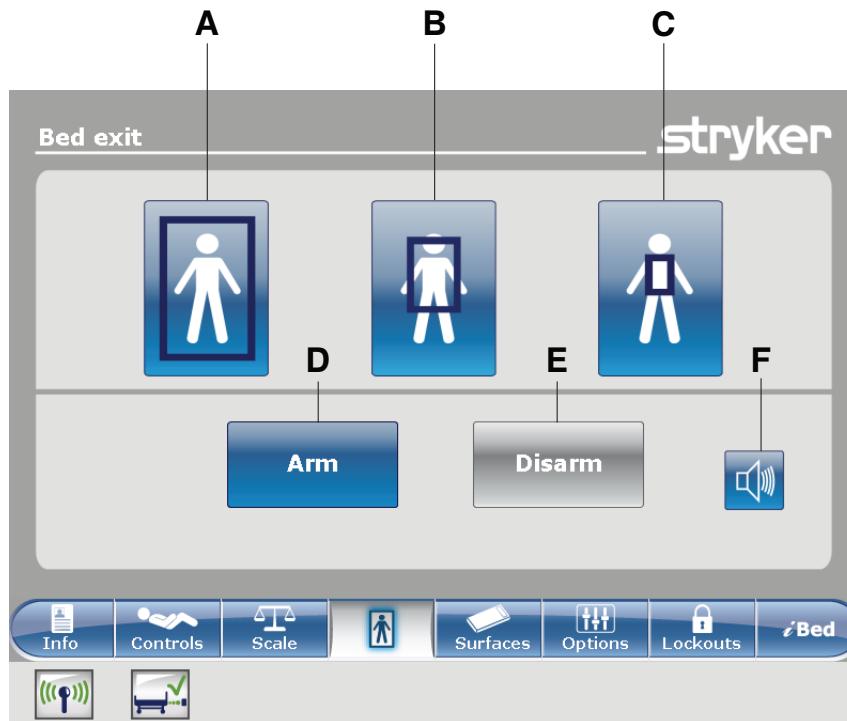 A B C
Bed exit
stryker
D E F
Arm
Disarm
Info
Controls
Scale
Surfaces
Options
Lockouts
iBed